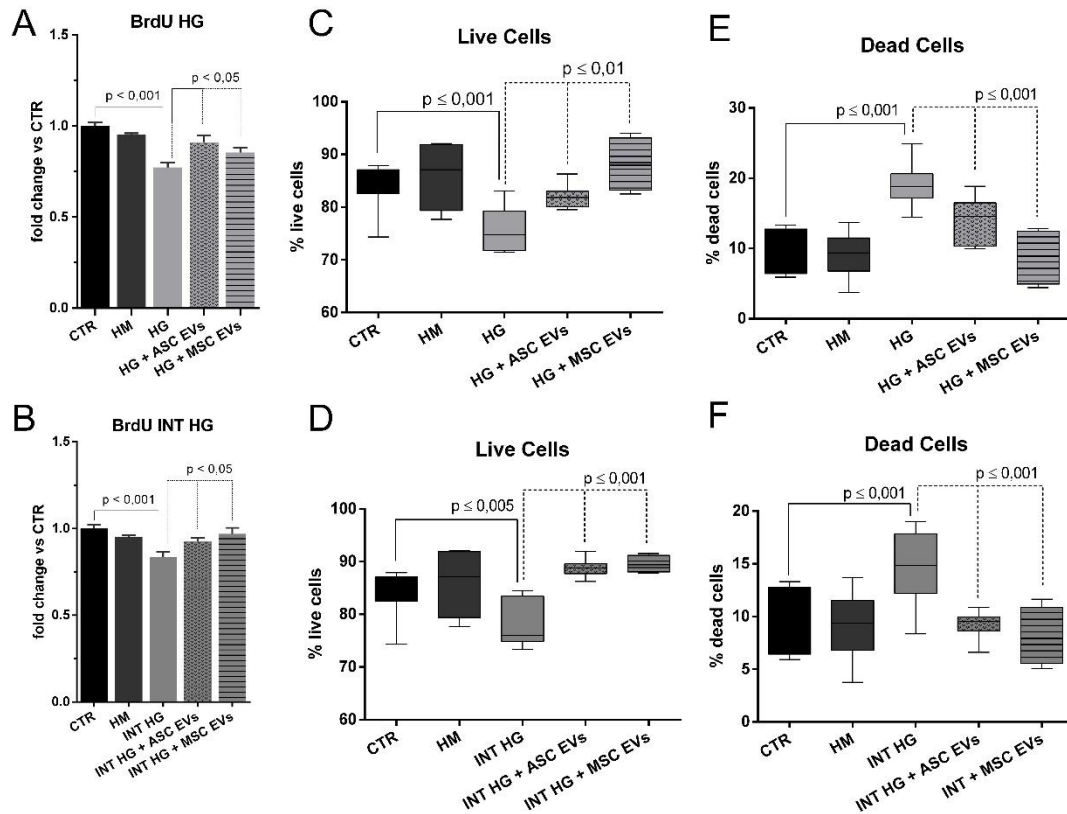 A
BrdU HG
fold change vs CTR
1.5
1.0
0.5
0.0
p < 0,001
p < 0,05
CTR
HM
HG
HG + ASC EVs
HG + MSC EVs
C
Live Cells
% live cells
100
90
80
70
60
p ≤ 0,001
p ≤ 0,01
CTR
HM
HG
HG + ASC EVs
HG + MSC EVs
E
Dead Cells
% dead cells
30
20
10
0
p ≤ 0,001
p ≤ 0,001
CTR
HM
HG
HG + ASC EVs
HG + MSC EVs
B
BrdU INT HG
fold change vs CTR
1.5
1.0
0.5
0.0
p < 0,001
p < 0,05
CTR
HM
INT HG
INT HG + ASC EVs
INT HG + MSC EVs
D
Live Cells
% live cells
100
90
80
70
60
p ≤ 0,005
p ≤ 0,001
CTR
HM
INT HG
INT HG + ASC EVs
INT HG + MSC EVs
F
Dead Cells
% dead cells
20
15
10
5
0
p ≤ 0,001
p ≤ 0,001
CTR
HM
INT HG
INT HG + ASC EVs
INT + MSC EVs